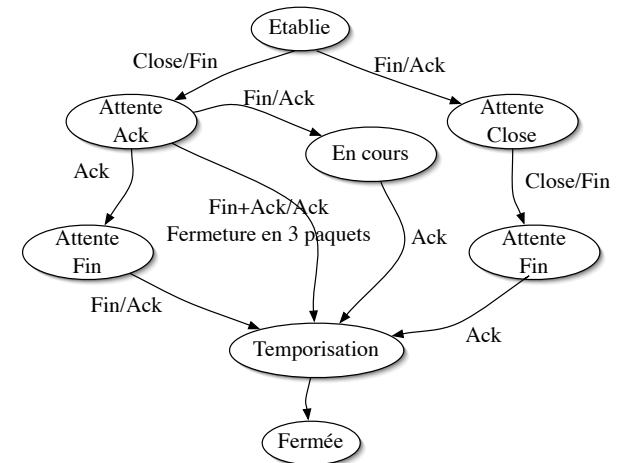 Etablie
Close/Fin
Fin/Ack
Attente
Ack
Fin/Ack
Attente
Close
En cours
Ack
Close/Fin
Fin+Ack/Ack
Fermeture en 3 paquets
Ack
Attente
Fin
Attente
Fin
Fin/Ack
Ack
Temporisation
Fermée